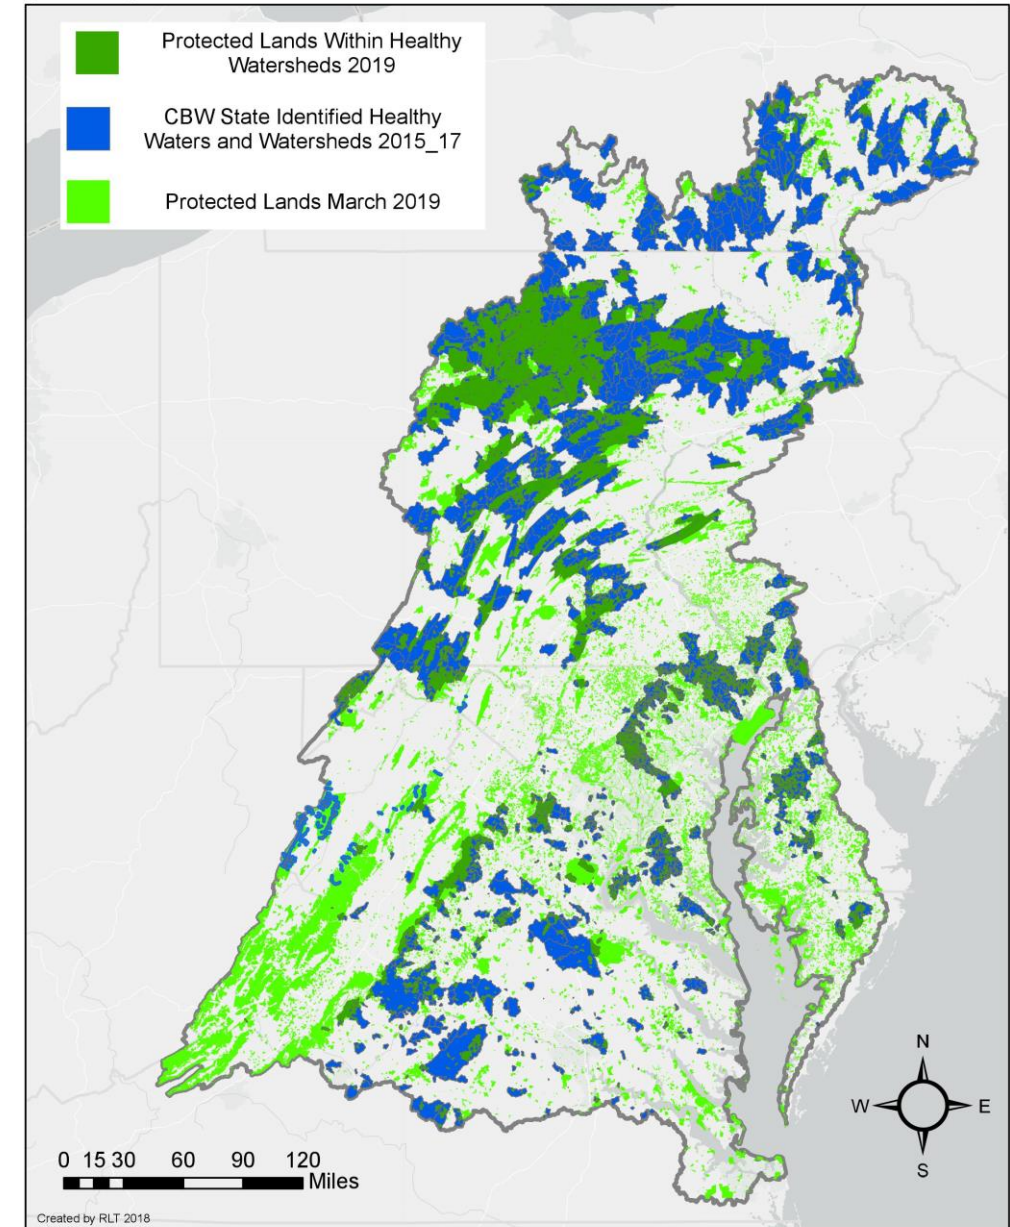 Protected Lands Within Healthy
Watersheds 2019
CBW State Identified Healthy
Waters and Watersheds 2015_17
Protected Lands March 2019
N
W
E
S
0 15 30 60 90 120
Miles
Created by RLT 2018